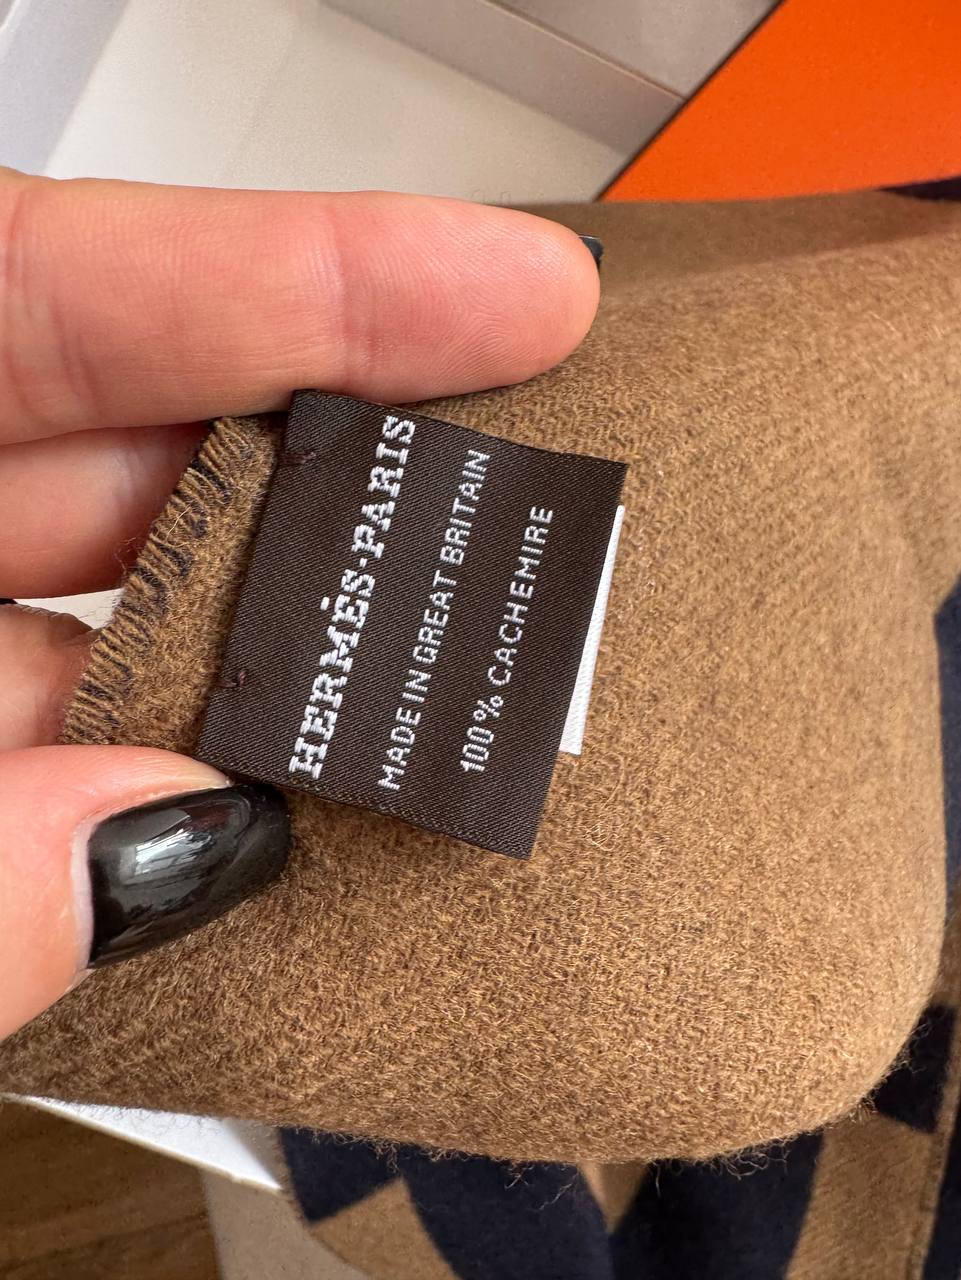 HERMÈS·PARIS
MADE IN GREAT BRITAIN
100% CACHEMIRE